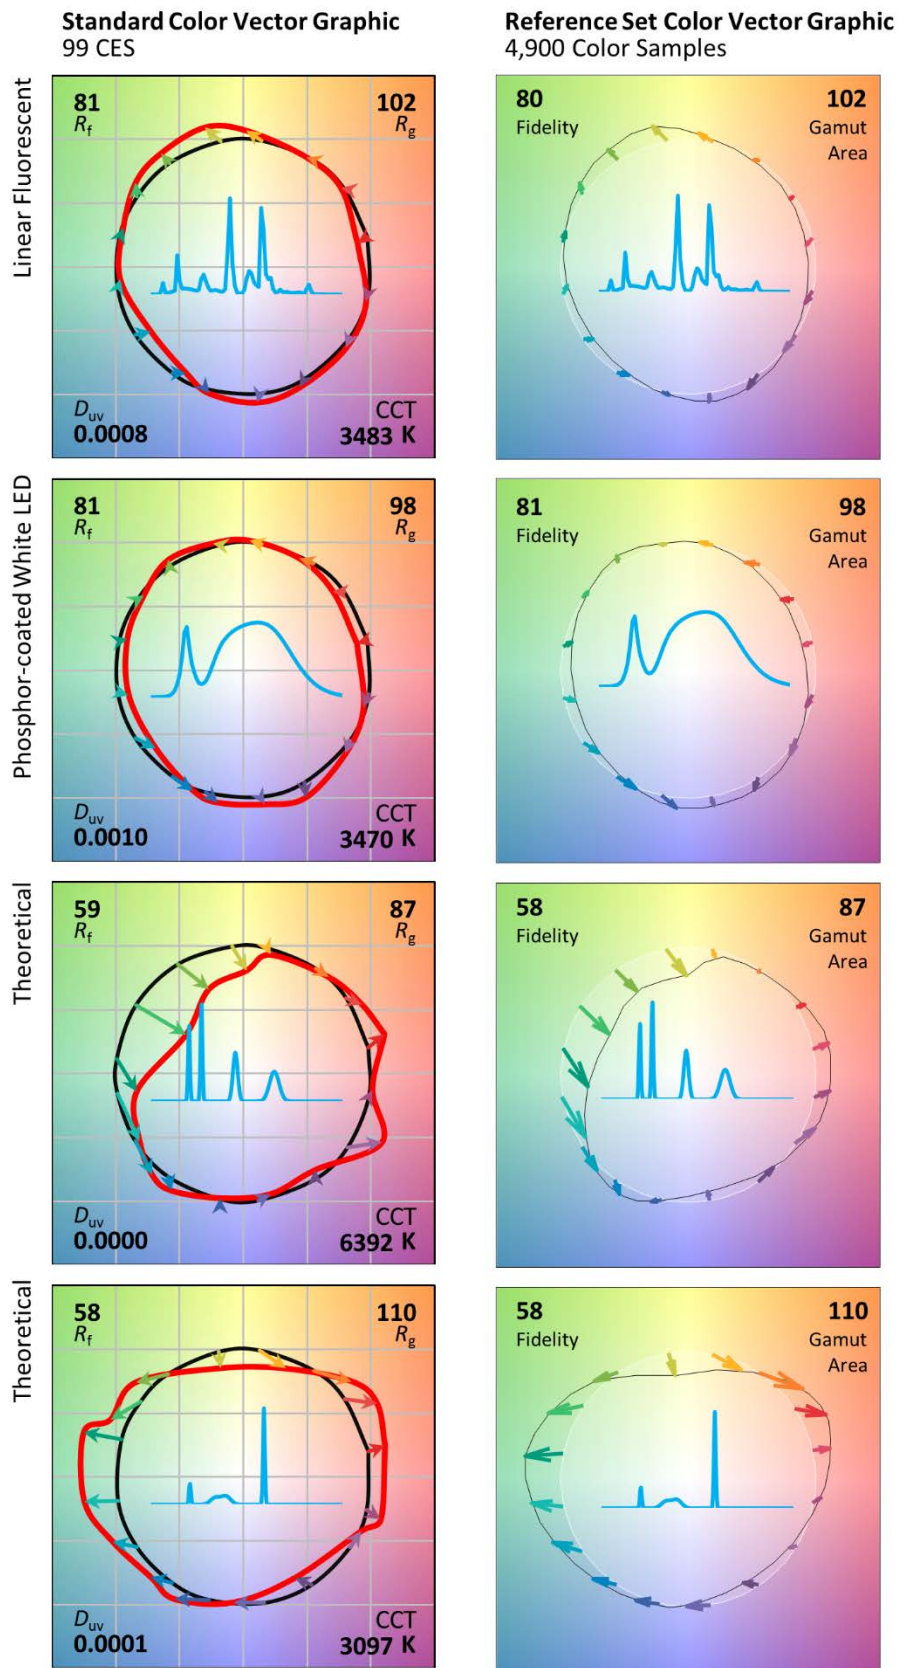 Standard Color Vector Graphic
99 CES
Reference Set Color Vector Graphic
4,900 Color Samples
Linear Fluorescent
81
Rf
102
Rg
Duv
0.0008
CCT
3483 K
80
Fidelity
102
Gamut
Area
Phosphor-coated White LED
81
Rf
98
Rg
Duv
0.0010
CCT
3470 K
81
Fidelity
98
Gamut
Area
Theoretical
59
Rf
87
Rg
Duv
0.0000
CCT
6392 K
58
Fidelity
87
Gamut
Area
Theoretical
58
Rf
110
Rg
Duv
0.0001
CCT
3097 K
58
Fidelity
110
Gamut
Area